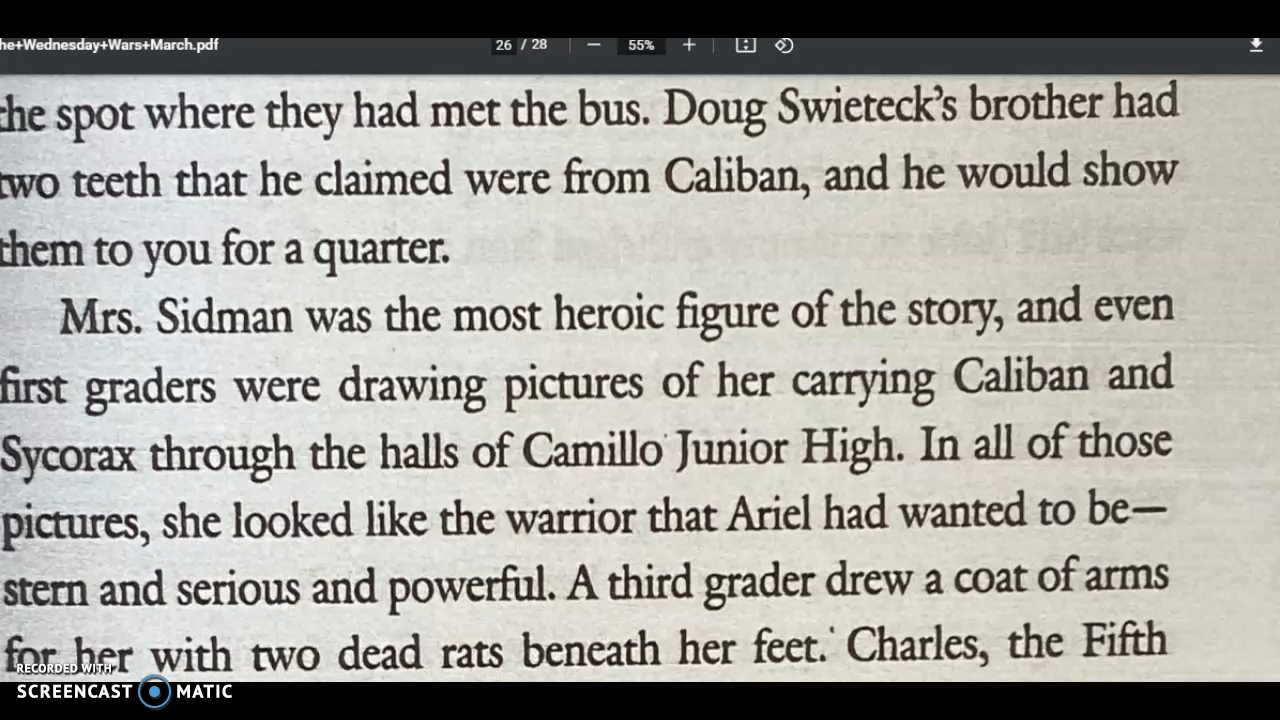 he+Wednesday+Wars+March.pdf 26 / 28 55%
the spot where they had met the bus. Doug Swieteck's brother had
two teeth that he claimed were from Caliban, and he would show
them to you for a quarter.
Mrs. Sidman was the most heroic figure of the story, and even
first graders were drawing pictures of her carrying Caliban and
Sycorax through the halls of Camillo Junior High. In all of those
pictures, she looked like the warrior that Ariel had wanted to be—
stern and serious and powerful. A third grader drew a coat of arms
for her with two dead rats beneath her feet. Charles, the Fifth
RECORDED WITH
SCREENCAST MATIC